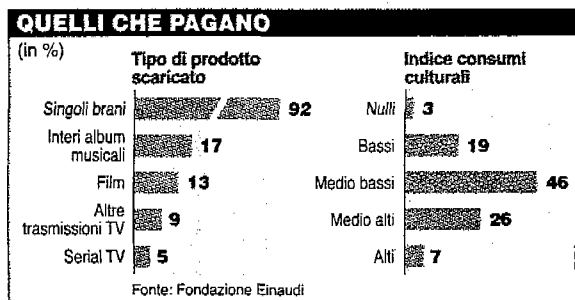 QUELLI CHE PAGANO
(in %)
Tipo di prodotto
scaricato
Singoli brani 92
Interi album
musicali 17
Film 13
Altre
trasmissioni TV 9
Serial TV 5
Indice consumi
culturali
Nulli 3
Bassi 19
Medio bassi 46
Medio alti 26
Alti 7
Fonte: Fondazione Einaudi